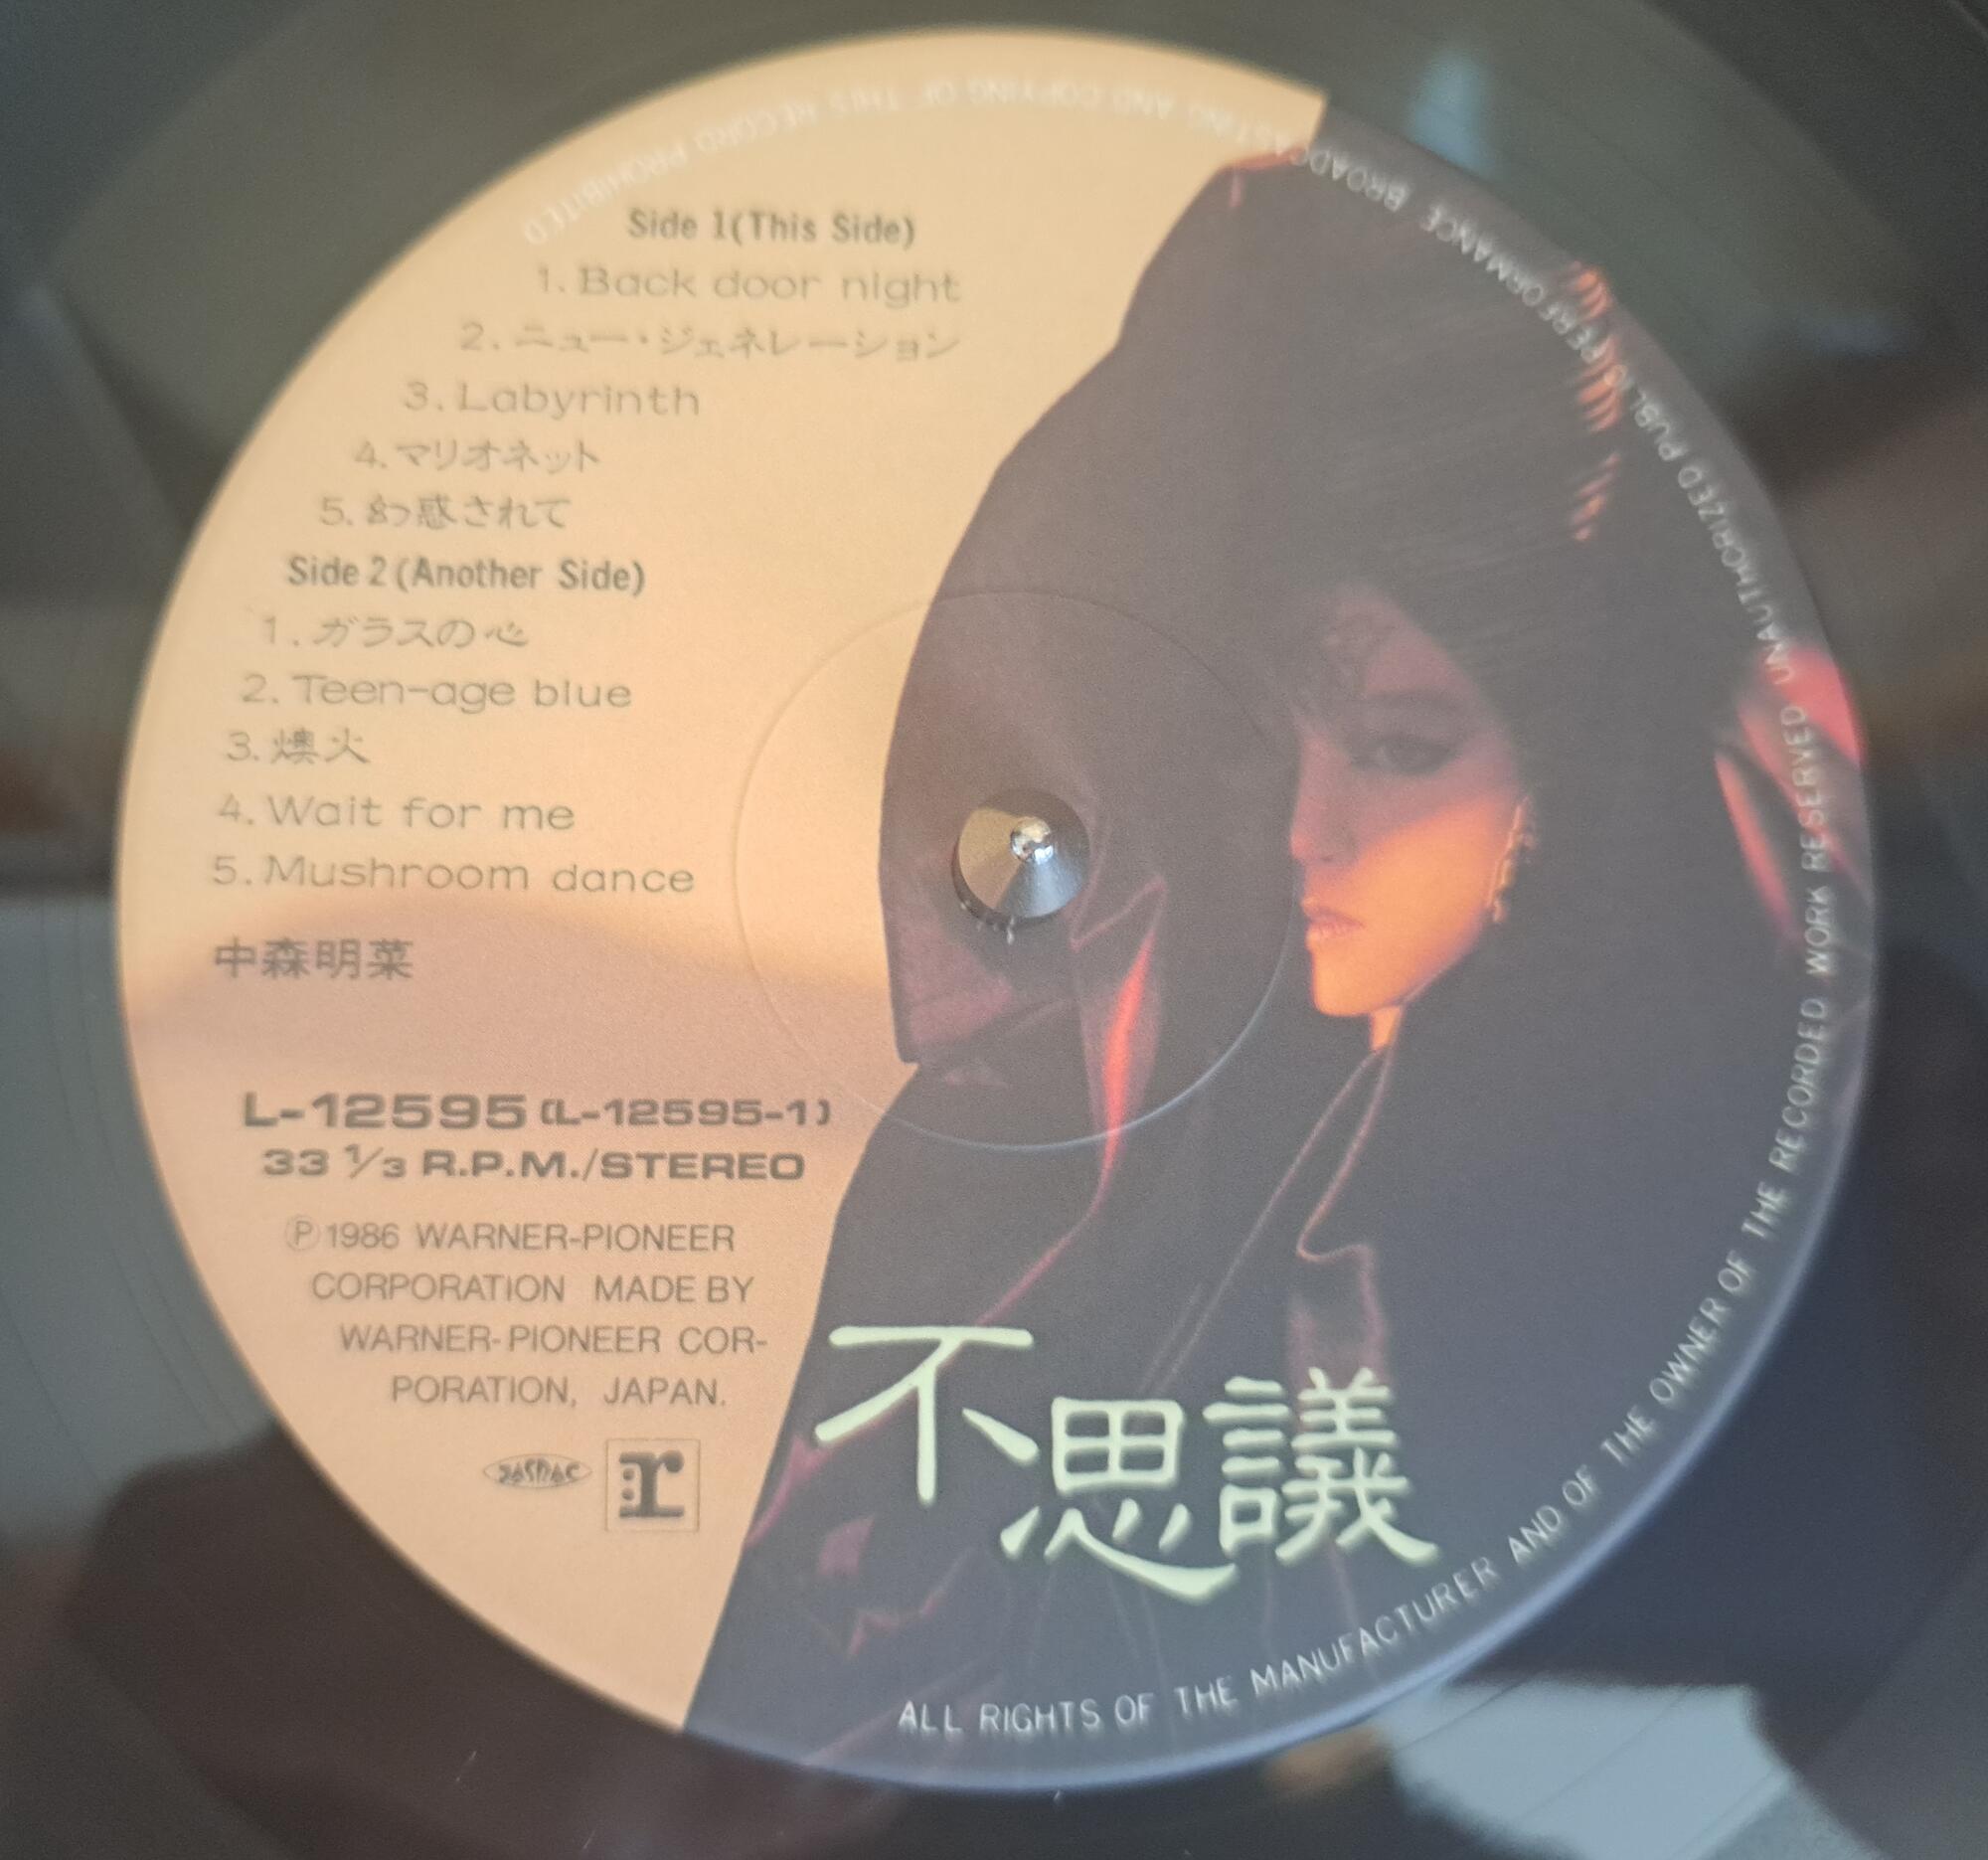 Side 1(This Side)
1. Back door night
2. ニュー・ジェネレーション
3. Labyrinth
4. マリオネット
5. 幻惑されて
Side 2(Another Side)
1. ガラスの心
2. Teen-age blue
3. 燠火
4. Wait for me
5. Mushroom dance
中森明菜
L-12595 (L-12595-1)
33 1/3 R.P.M./STEREO
Ⓟ1986 WARNER-PIONEER
CORPORATION MADE BY
WARNER-PIONEER COR-
PORATION, JAPAN.
JASRAC r
不思議
ALL RIGHTS OF THE MANUFACTURER AND OF THE OWNER OF THE RECORDED WORK RESERVED UNAUTHORIZED PUBLIC PERFORMANCE BROADCASTING AND COPYING OF THIS RECORD PROHIBITED